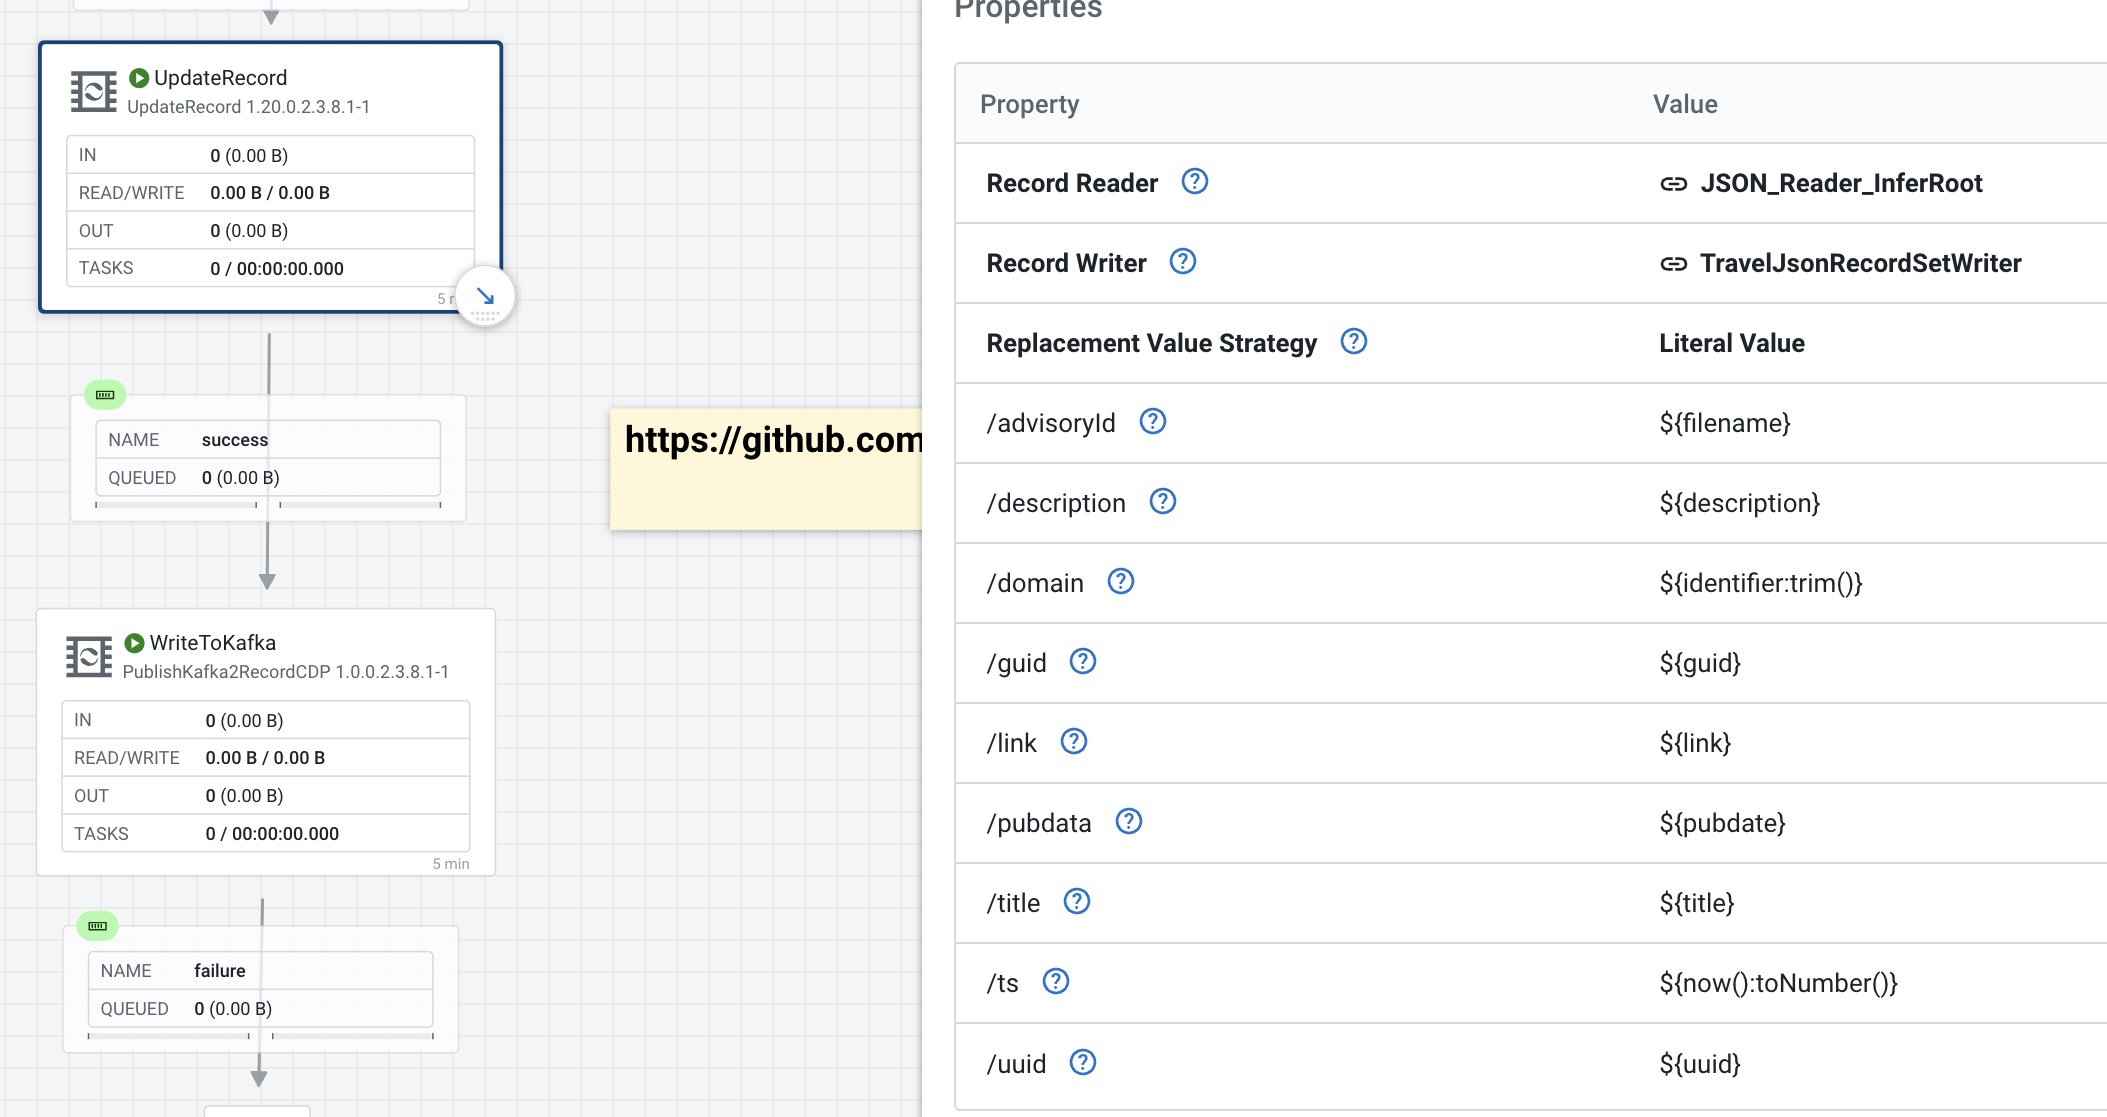 UpdateRecord
UpdateRecord 1.20.0.2.3.8.1-1
IN 0 (0.00 B)
READ/WRITE 0.00 B / 0.00 B
OUT 0 (0.00 B)
TASKS 0 / 00:00:00.000
5
NAME success
QUEUED 0 (0.00 B)
https://github.com
WriteToKafka
PublishKafka2RecordCDP 1.0.0.2.3.8.1-1
IN 0 (0.00 B)
READ/WRITE 0.00 B / 0.00 B
OUT 0 (0.00 B)
TASKS 0 / 00:00:00.000
5 min
NAME failure
QUEUED 0 (0.00 B)
Properties
Property Value
Record Reader JSON_Reader_InferRoot
Record Writer TravelJsonRecordSetWriter
Replacement Value Strategy Literal Value
/advisoryId ${filename}
/description ${description}
/domain ${identifier:trim()}
/guid ${guid}
/link ${link}
/pubdata ${pubdate}
/title ${title}
/ts ${now():toNumber()}
/uuid ${uuid}